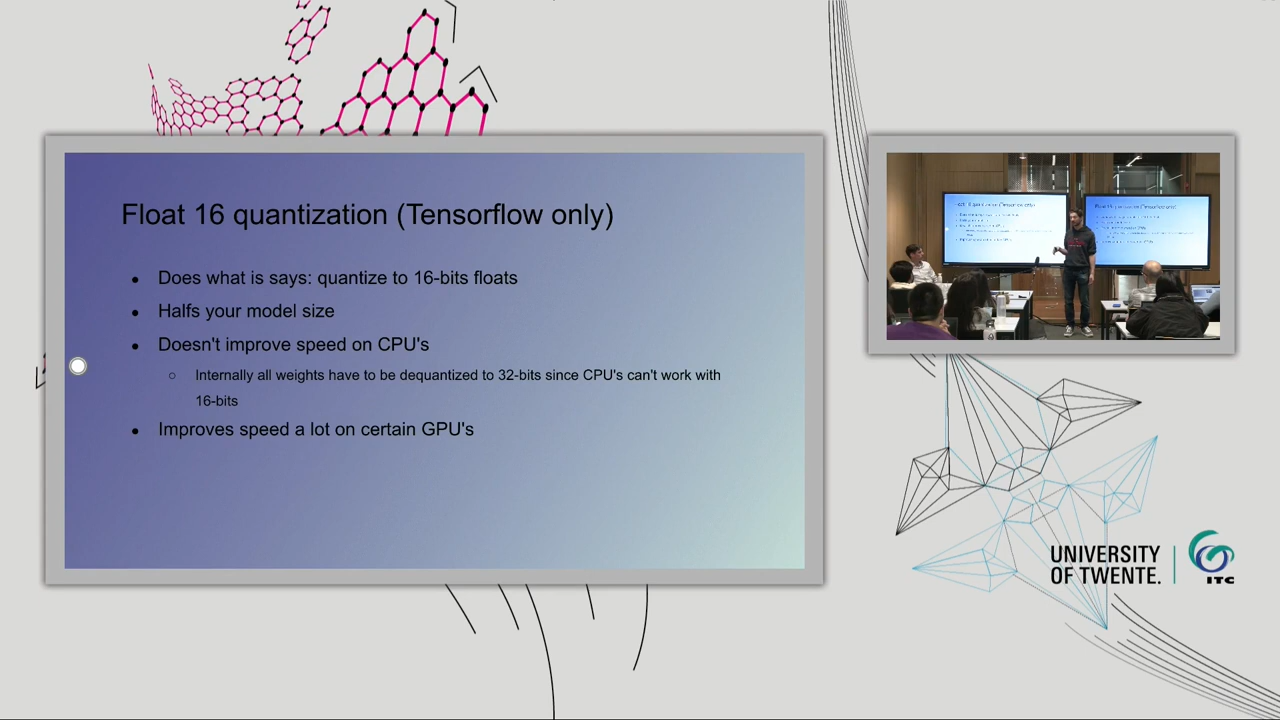 Float 16 quantization (Tensorflow only)
Does what is says: quantize to 16-bits floats
Halfs your model size
Doesn't improve speed on CPU's
Internally all weights have to be dequantized to 32-bits since CPU's can't work with
16-bits
Improves speed a lot on certain GPU's
UNIVERSITY
OF TWENTE.
ITC